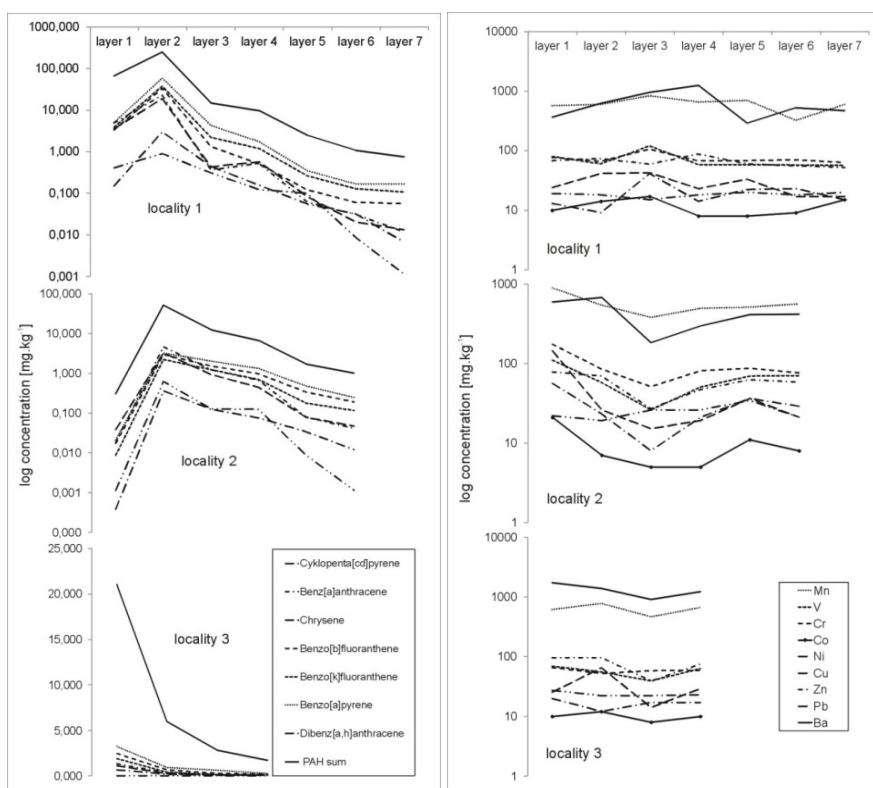 layer 1 layer 2 layer 3 layer 4 layer 5 layer 6 layer 7
1000,000
100,000
10,000
1,000
0,100
0,010
0,001
locality 1
log concentration [mg.kg-1]
100,000
10,000
1,000
0,100
0,010
0,001
0,000
locality 2
25,000
20,000
15,000
10,000
5,000
0,000
locality 3
Cyklopenta[cd]pyrene
Benz[a]anthracene
Chrysene
Benzo[b]fluoranthene
Benzo[k]fluoranthene
Benzo[a]pyrene
Dibenz[a,h]anthracene
PAH sum
layer 1 layer 2 layer 3 layer 4 layer 5 layer 6 layer 7
10000
1000
100
10
1
locality 1
log concentration [mg.kg-1]
1000
100
10
1
locality 2
10000
1000
100
10
1
locality 3
Mn
V
Cr
Co
Ni
Cu
Zn
Pb
Ba